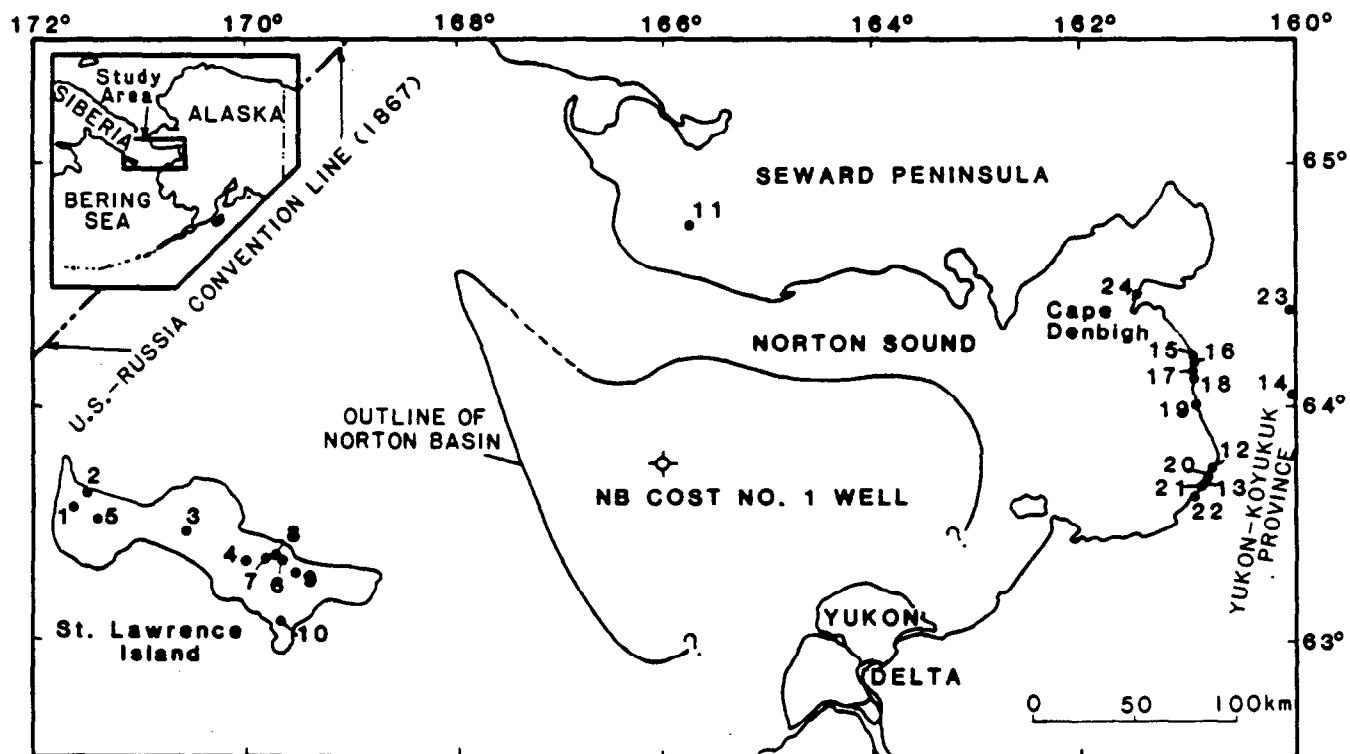 172° 170° 168° 166° 164° 162° 160°
Study
Area
SIBERIA
ALASKA
BERING
SEA
U.S.-RUSSIA CONVENTION LINE (1867)
65°
SEWARD PENINSULA
11
24
23
Cape
Denbigh
NORTON SOUND
15 16
17 18
14
64°
19
OUTLINE OF
NORTON BASIN
12
20
21 13
22
NB COST NO. 1 WELL
YUKON-KOYUKUK
PROVINCE
2
1 5 3
8
4
7 6 9
10
?
?
St. Lawrence
Island
YUKON
DELTA
63°
0 50 100km